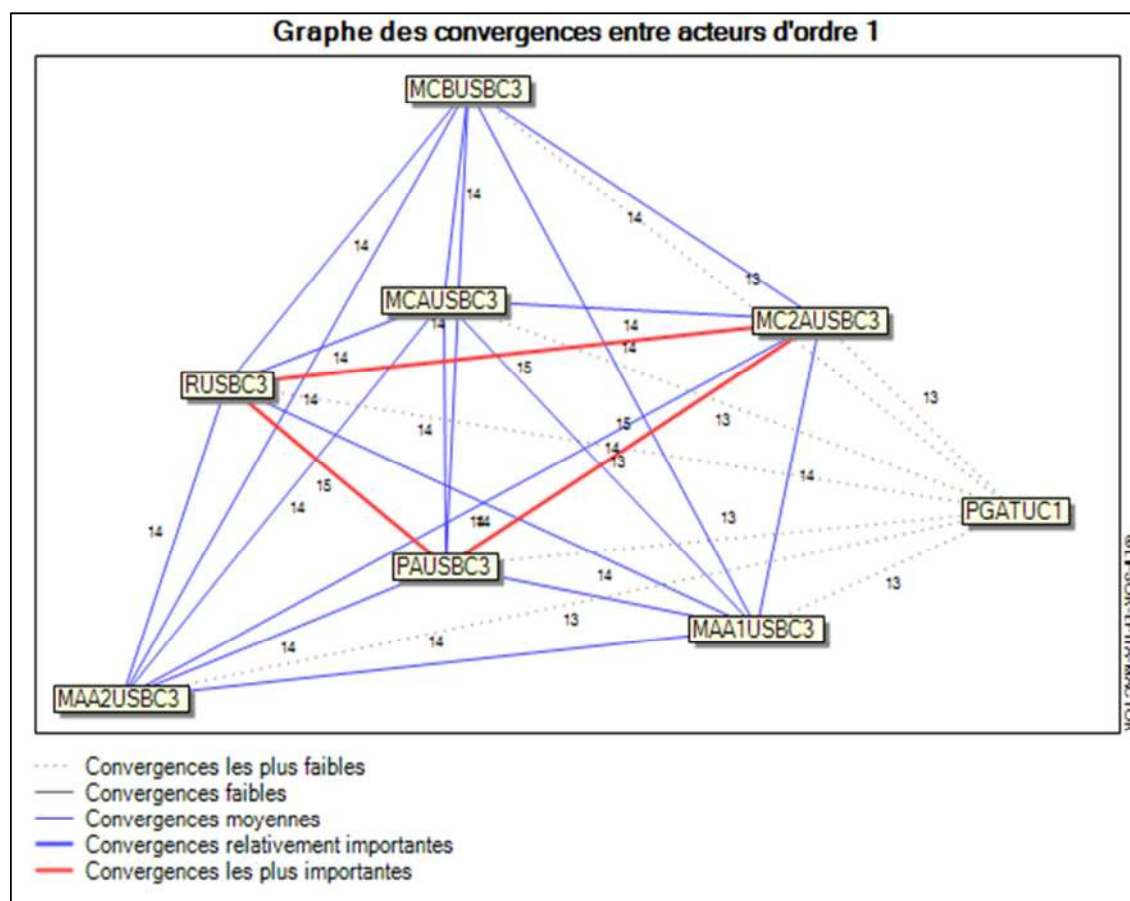 Graphe des convergences entre acteurs d'ordre 1
MCBUSBC3
14
14
14
13
MCAUSBC3
MC2AUSBC3
14
14
14
14
15
RUSBC3
13
14
13
14
15
14
13
14
15
14
PGATUC1
14
13
14
PAUSBC3
14
13
13
MAA1USBC3
14
14
MAA2USBC3
Convergences les plus faibles
Convergences faibles
Convergences moyennes
Convergences relativement importantes
Convergences les plus importantes